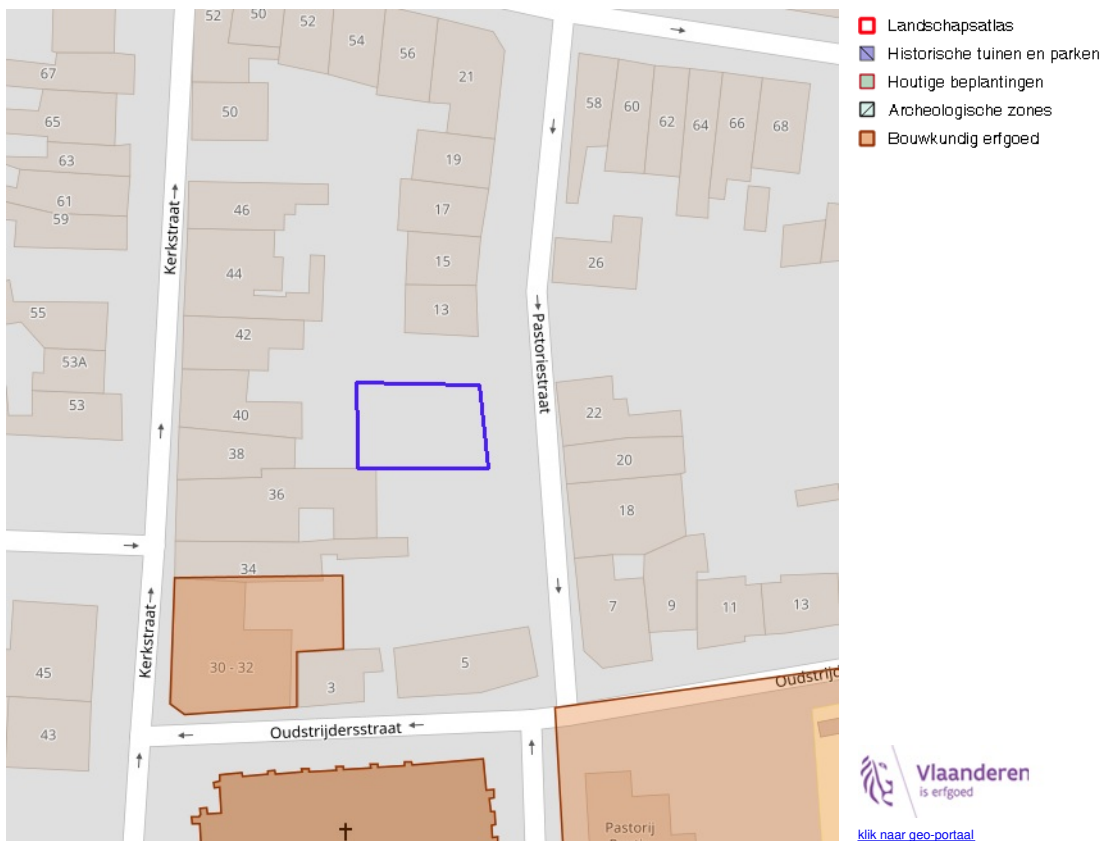 52
50
52
54
56
21
67
50
65
63
61
59
19
46
17
44
15
13
55
42
53A
53
40
38
36
34
30 - 32
45
43
3
5
58
60
62
64
66
68
26
22
20
18
7
9
11
13
Kerkstraat
Kerkstraat
Pastoriestraat
Oudstrijdersstraat
Pastorij
Landschapsatlas
Historische tuinen en parken
Houtige beplantingen
Archeologische zones
Bouwkundig erfgoed
Vlaanderen
is erfgoed
klik naar geo-portaal